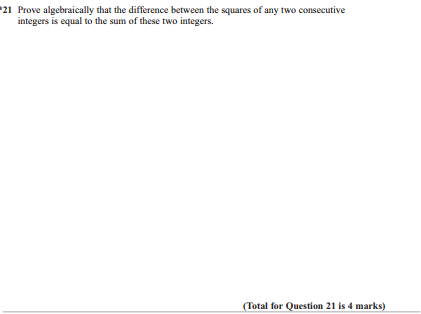 *21 Prove algebraically that the difference between the squares of any two consecutive
integers is equal to the sum of these two integers.
(Total for Question 21 is 4 marks)